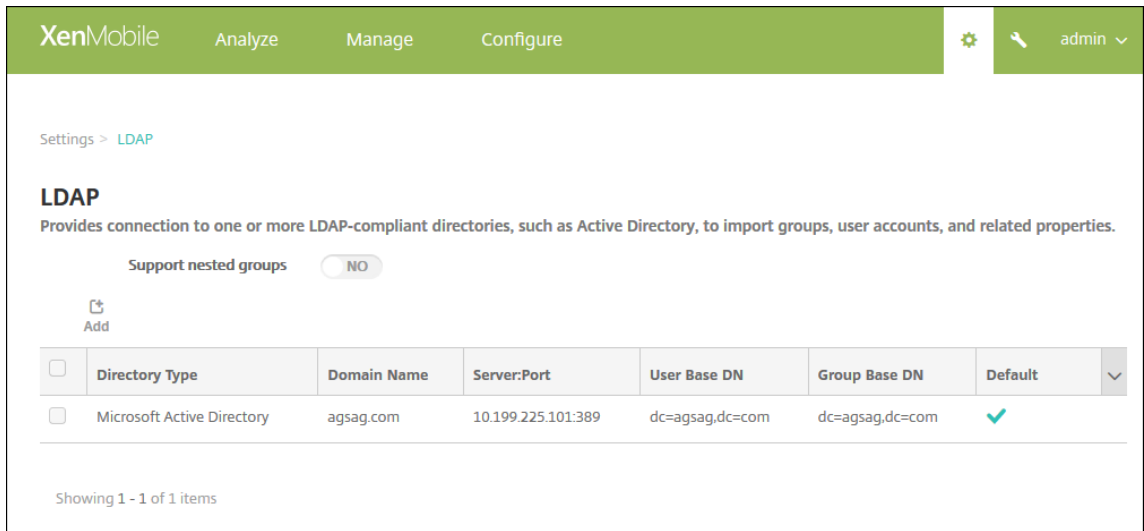 XenMobile Analyze Manage Configure admin
Settings > LDAP
LDAP
Provides connection to one or more LDAP-compliant directories, such as Active Directory, to import groups, user accounts, and related properties.
Support nested groups NO
Add
Directory Type Domain Name Server:Port User Base DN Group Base DN Default
Microsoft Active Directory agsag.com 10.199.225.101:389 dc=agsag,dc=com dc=agsag,dc=com
Showing 1 - 1 of 1 items